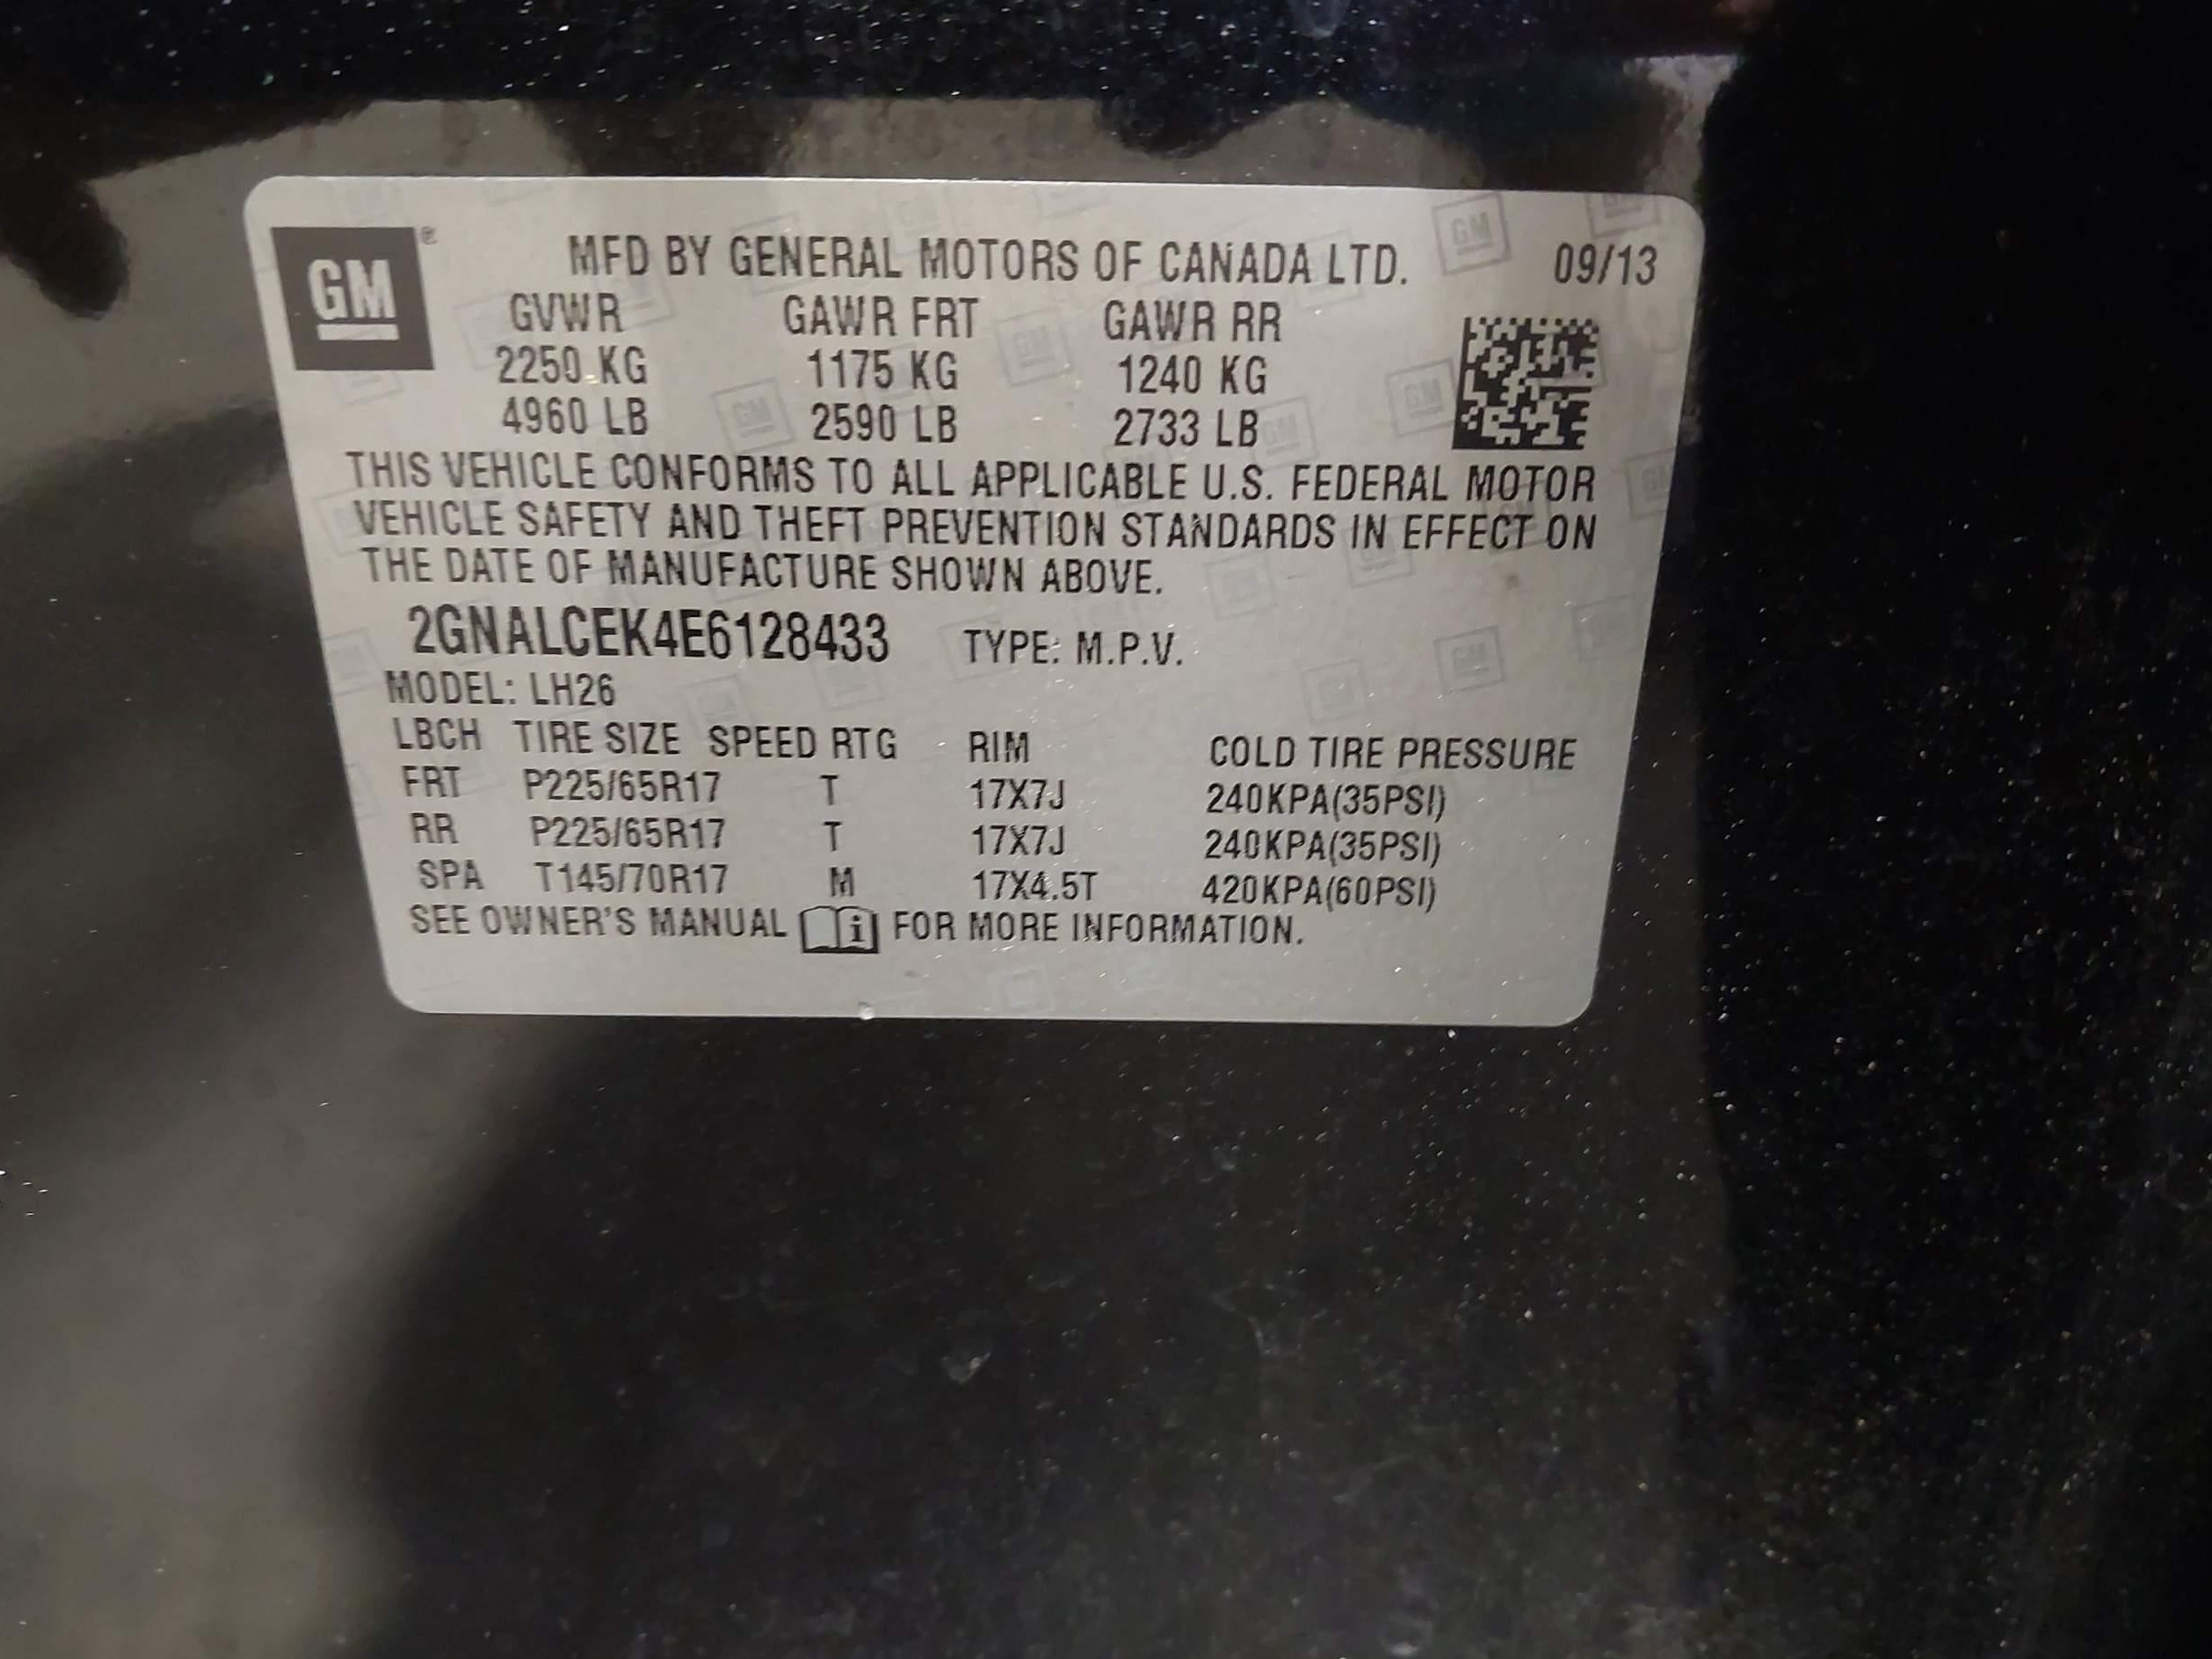 GM
MFD BY GENERAL MOTORS OF CANADA LTD. 09/13
GVWR GAWR FRT GAWR RR
2250 KG 1175 KG 1240 KG
4960 LB 2590 LB 2733 LB
THIS VEHICLE CONFORMS TO ALL APPLICABLE U.S. FEDERAL MOTOR
VEHICLE SAFETY AND THEFT PREVENTION STANDARDS IN EFFECT ON
THE DATE OF MANUFACTURE SHOWN ABOVE.
2GNALCEK4E6128433 TYPE: M.P.V.
MODEL: LH26
LBCH TIRE SIZE SPEED RTG RIM COLD TIRE PRESSURE
FRT P225/65R17 T 17X7J 240KPA(35PSI)
RR P225/65R17 T 17X7J 240KPA(35PSI)
SPA T145/70R17 M 17X4.5T 420KPA(60PSI)
SEE OWNER'S MANUAL i FOR MORE INFORMATION.